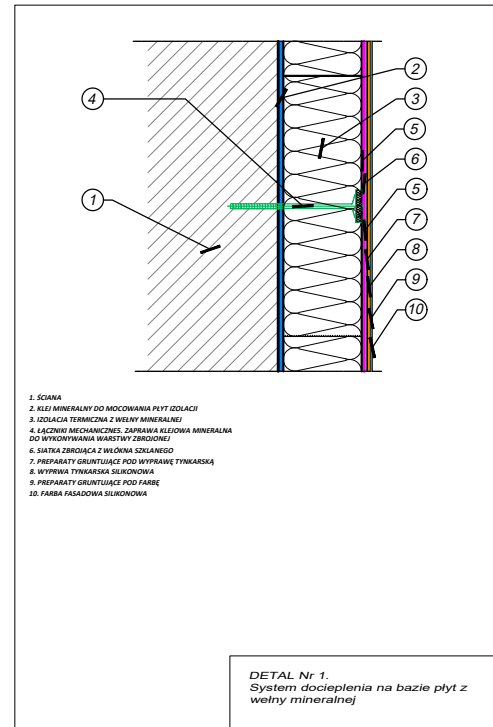 2
4
3
5
6
1
5
7
8
9
10
1. ŚCIANA
2. KLEJ MINERALNY DO MOCOWANIA PŁYT IZOLACJI
3. IZOLACJA TERMICZNA Z WEŁNY MINERALNEJ
4. ŁĄCZNIKI MECHANICZNE5. ZAPRAWA KLEJOWA MINERALNA
DO WYKONYWANIA WARSTWY ZBROJONEJ
6. SIATKA ZBROJĄCA Z WŁÓKNA SZKLANEGO
7. PREPARATY GRUNTUJĄCE POD WYPRAWĘ TYNKARSKĄ
8. WYPRWA TYNKARSKA SILIKONOWA
9. PREPARATY GRUNTUJĄCE POD FARBĘ
10. FARBA FASADOWA SILIKONOWA
DETAL Nr 1.
System docieplenia na bazie płyt z
wełny mineralnej